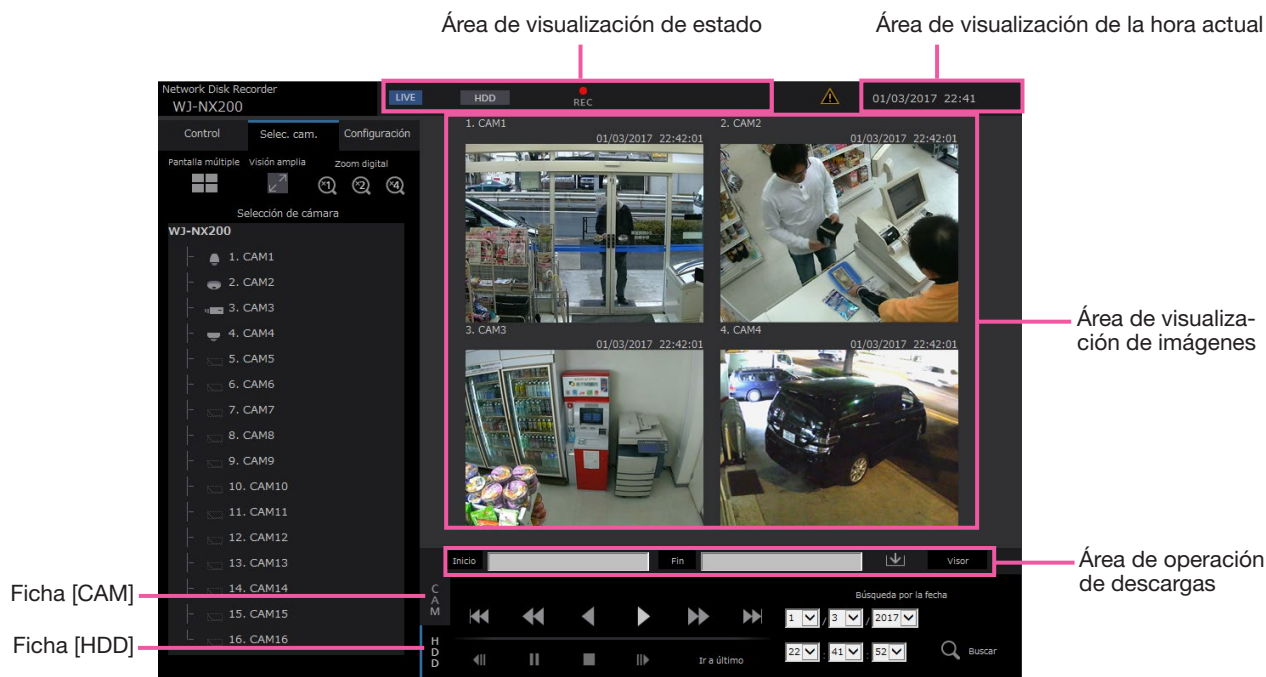 Área de visualización de estado
Área de visualización de la hora actual
Network Disk Recorder
WJ-NX200
LIVE
HDD
REC
01/03/2017 22:41
Control
Selec. cam.
Configuración
Pantalla múltiple
Visión amplia
Zoom digital
x1
x2
x4
Selección de cámara
WJ-NX200
1. CAM1
2. CAM2
3. CAM3
4. CAM4
5. CAM5
6. CAM6
7. CAM7
8. CAM8
9. CAM9
10. CAM10
11. CAM11
12. CAM12
13. CAM13
14. CAM14
15. CAM15
16. CAM16
1. CAM1
01/03/2017 22:42:01
2. CAM2
01/03/2017 22:42:01
3. CAM3
01/03/2017 22:42:01
4. CAM4
01/03/2017 22:42:01
Área de visualiza-
ción de imágenes
Inicio
Fin
Visor
Área de operación
de descargas
Ficha [CAM]
CAM
Ficha [HDD]
HDD
Búsqueda por la fecha
1 / 3 / 2017
Ir a último
22 : 41 : 52
Buscar